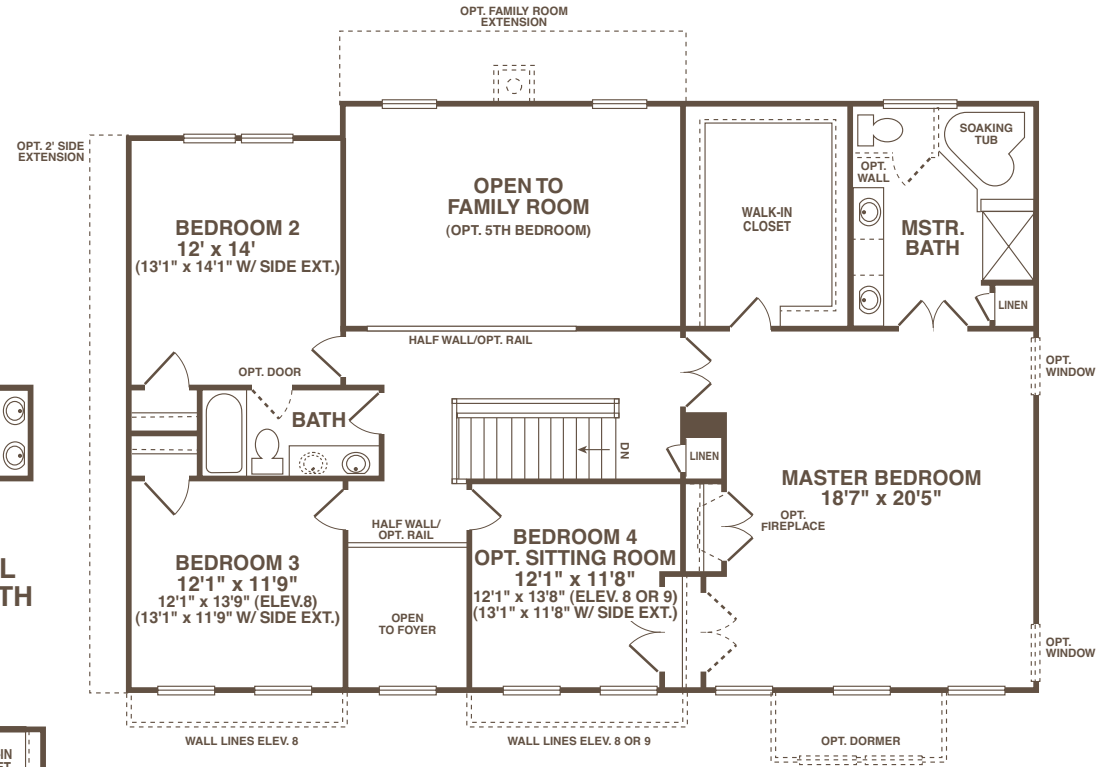 OPT. FAMILY ROOM
EXTENSION
OPT. 2' SIDE
EXTENSION
BEDROOM 2
12' x 14'
(13'1" x 14'1" W/ SIDE EXT.)
OPEN TO
FAMILY ROOM
(OPT. 5TH BEDROOM)
WALK-IN
CLOSET
SOAKING
TUB
OPT.
WALL
MSTR.
BATH
LINEN
HALF WALL/OPT. RAIL
OPT.
WINDOW
OPT. DOOR
BATH
DN
LINEN
MASTER BEDROOM
18'7" x 20'5"
OPT.
FIREPLACE
HALF WALL/
OPT. RAIL
BEDROOM 3
12'1" x 11'9"
12'1" x 13'9" (ELEV.8)
(13'1" x 11'9" W/ SIDE EXT.)
OPEN
TO FOYER
BEDROOM 4
OPT. SITTING ROOM
12'1" x 11'8"
12'1" x 13'8" (ELEV. 8 OR 9)
(13'1" x 11'8" W/ SIDE EXT.)
OPT.
WINDOW
WALL LINES ELEV. 8
WALL LINES ELEV. 8 OR 9
OPT. DORMER
L
TH
IN
ET